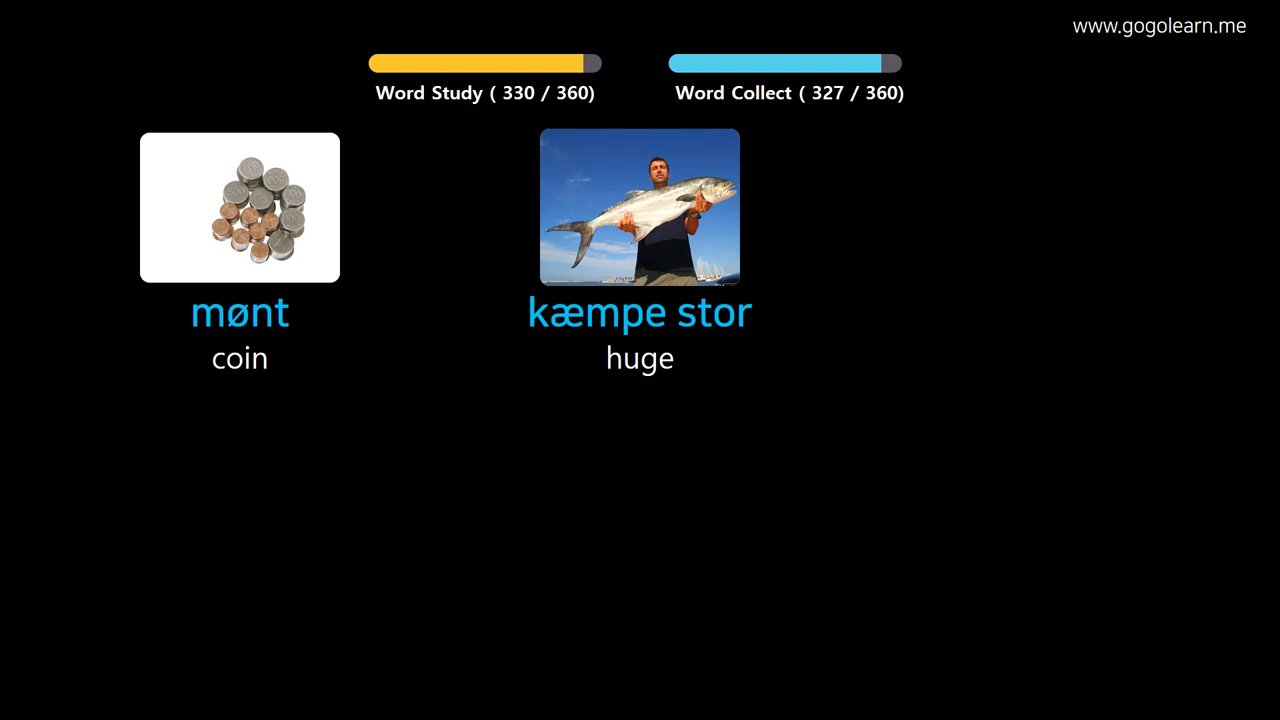 www.gogolearn.me
Word Study ( 330 / 360)
Word Collect ( 327 / 360)
mønt
coin
kæmpe stor
huge